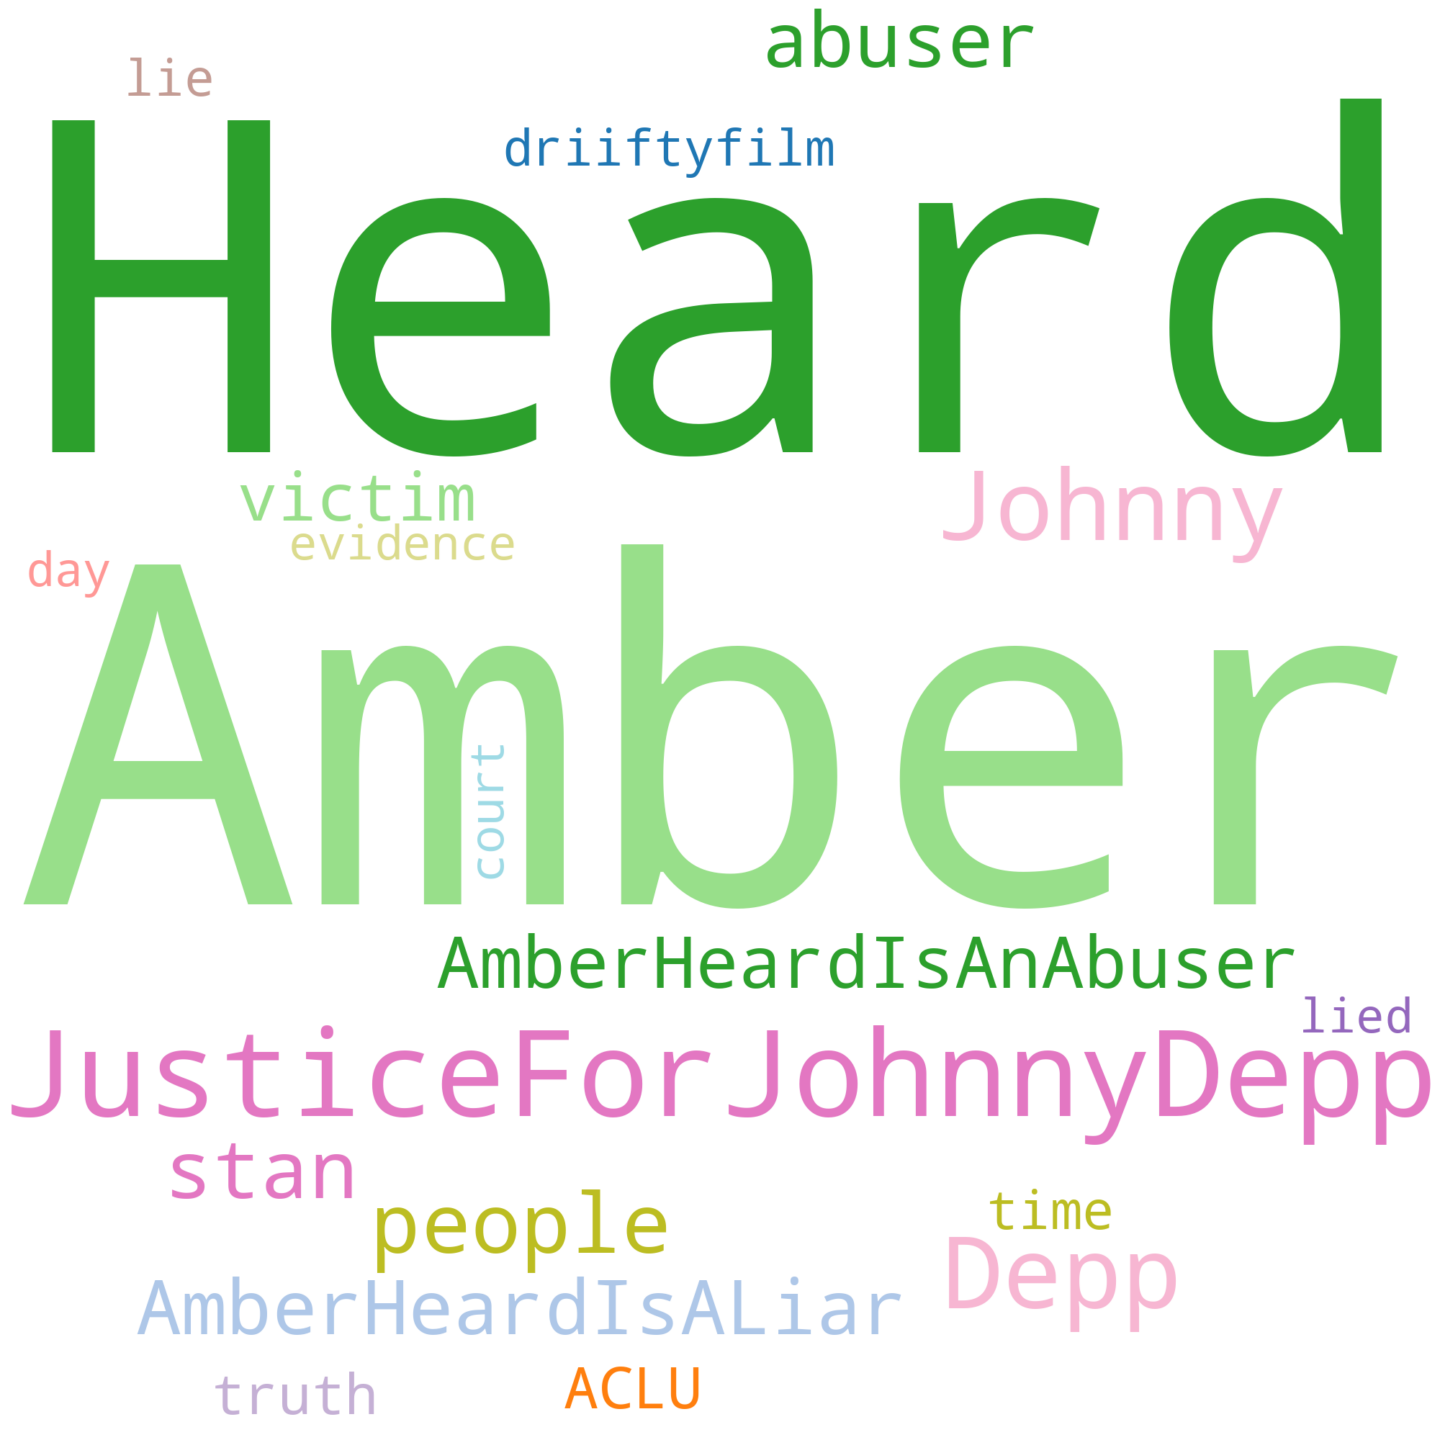 abuser
lie
driiftyfilm
Heard
victim
Johnny
evidence
day
Amber
court
AmberHeardIsAnAbuser
lied
JusticeForJohnnyDepp
stan
people
time
Depp
AmberHeardIsALiar
truth
ACLU